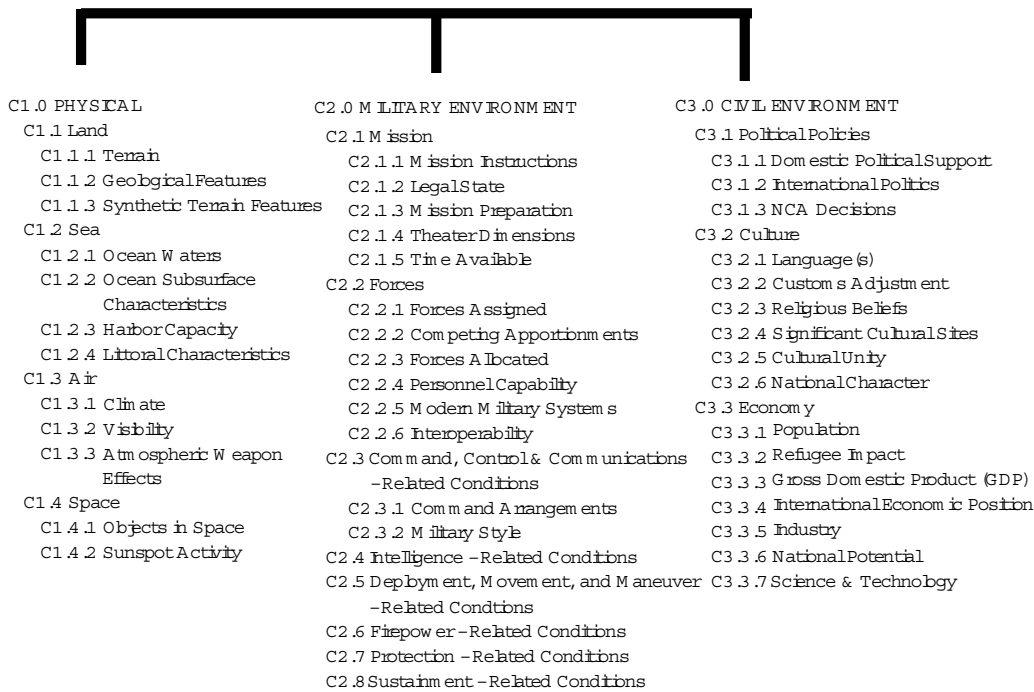 C1.0 PHYSICAL
C1.1 Land
C1.1.1 Terrain
C1.1.2 Geological Features
C1.1.3 Synthetic Terrain Features
C1.2 Sea
C1.2.1 Ocean Waters
C1.2.2 Ocean Subsurface
Characteristics
C1.2.3 Harbor Capacity
C1.2.4 Littoral Characteristics
C1.3 Air
C1.3.1 Climate
C1.3.2 Visibility
C1.3.3 Atmospheric Weapon
Effects
C1.4 Space
C1.4.1 Objects in Space
C1.4.2 Sunspot Activity
C2.0 MILITARY ENVIRONMENT
C2.1 Mission
C2.1.1 Mission Instructions
C2.1.2 Legal State
C2.1.3 Mission Preparation
C2.1.4 Theater Dimensions
C2.1.5 Time Available
C2.2 Forces
C2.2.1 Forces Assigned
C2.2.2 Competing Apportionments
C2.2.3 Forces Allocated
C2.2.4 Personnel Capability
C2.2.5 Modern Military Systems
C2.2.6 Interoperability
C2.3 Command, Control & Communications
–Related Conditions
C2.3.1 Command Arrangements
C2.3.2 Military Style
C2.4 Intelligence –Related Conditions
C2.5 Deployment, Movement, and Maneuver
–Related Condtions
C2.6 Firepower –Related Conditions
C2.7 Protection –Related Conditions
C2.8 Sustainment –Related Conditions
C3.0 CIVIL ENVIRONMENT
C3.1 Political Policies
C3.1.1 Domestic Political Support
C3.1.2 International Politics
C3.1.3 NCA Decisions
C3.2 Culture
C3.2.1 Language(s)
C3.2.2 Customs Adjustment
C3.2.3 Religious Beliefs
C3.2.4 Significant Cultural Sites
C3.2.5 Cultural Unity
C3.2.6 National Character
C3.3 Economy
C3.3.1 Population
C3.3.2 Refugee Impact
C3.3.3 Gross Domestic Product (GDP)
C3.3.4 International Economic Position
C3.3.5 Industry
C3.3.6 National Potential
C3.3.7 Science & Technology